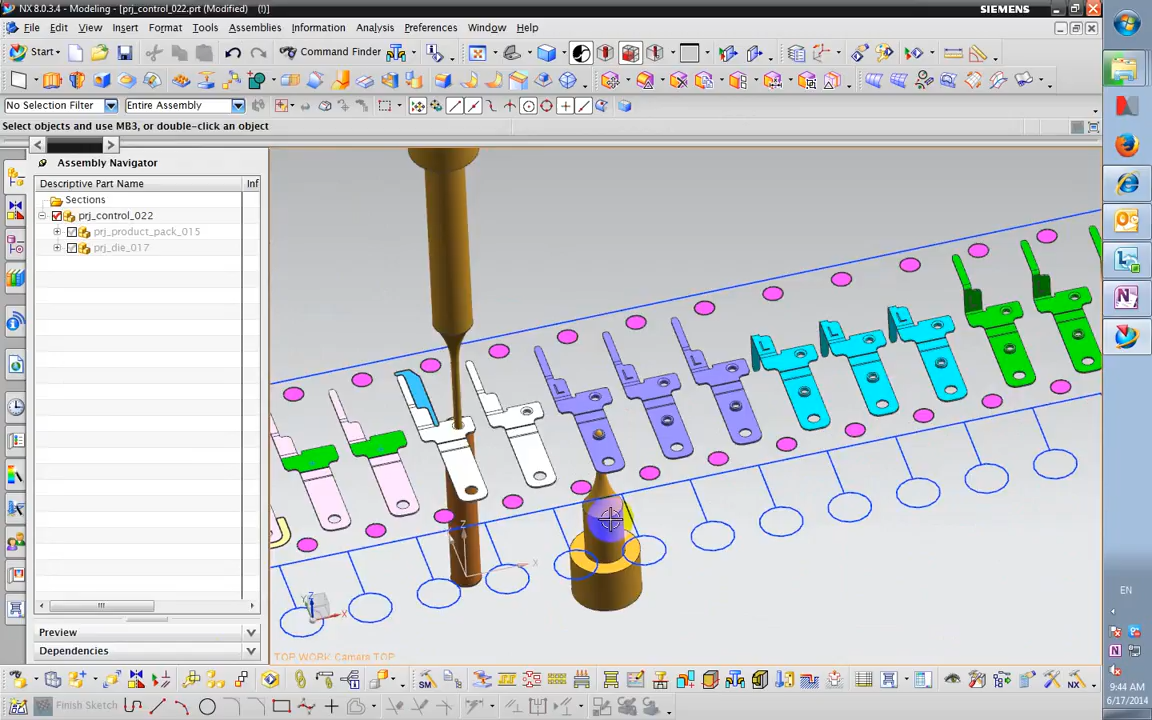 NX 8.0.3.4 - Modeling - [prj_control_022.prt (Modified) (!)]
SIEMENS
File Edit View Insert Format Tools Assemblies Information Analysis Preferences Window Help
Start
Command Finder
No Selection Filter
Entire Assembly
Select objects and use MB3, or double-click an object
Assembly Navigator
Descriptive Part Name
Inf
Sections
prj_control_022
prj_product_pack_015
prj_die_017
Z
X
Z
Y
X
TOP WORK: Camera TOP
Preview
Dependencies
SM
NX
Finish Sketch
EN
9:44 AM
6/17/2014